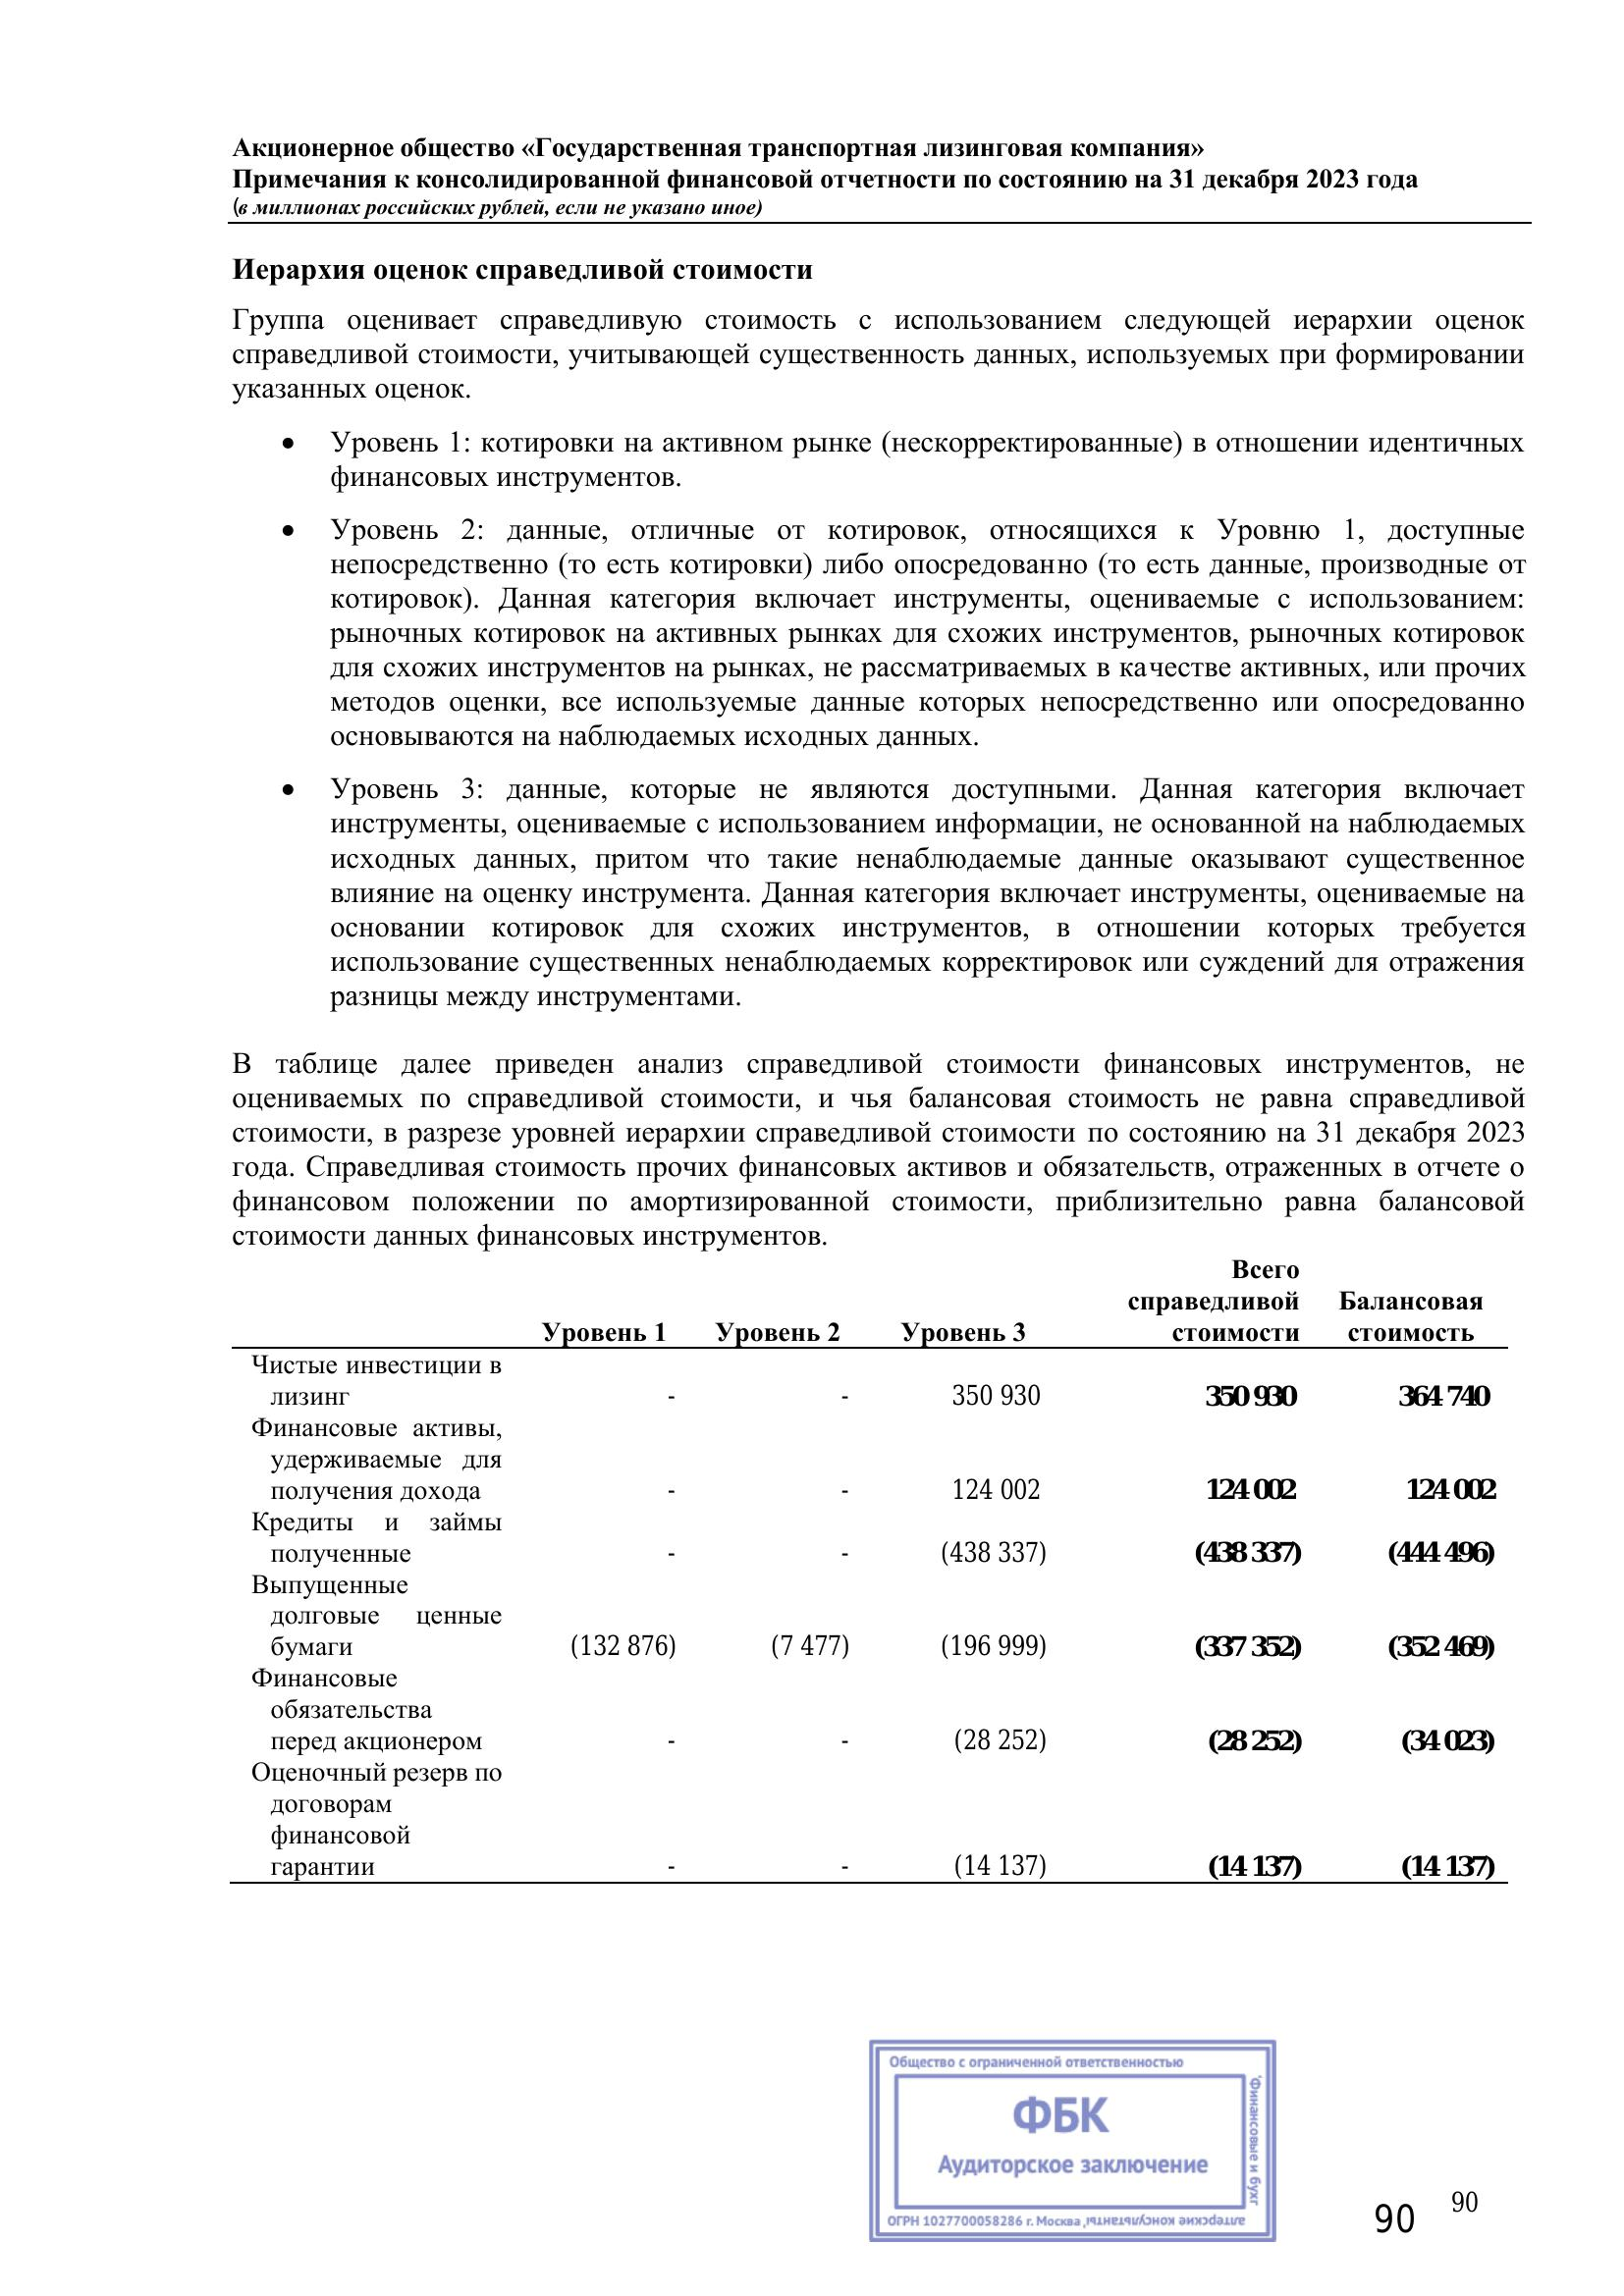 Акционерное общество «Государственная транспортная лизинговая компания»
Примечания к консолидированной финансовой отчетности по состоянию на 31 декабря 2023 года
(в миллионах российских рублей, если не указано иное)
Иерархия оценок справедливой стоимости
Группа оценивает справедливую стоимость с использованием следующей иерархии оценок
справедливой стоимости, учитывающей существенность данных, используемых при формировании
указанных оценок.
• Уровень 1: котировки на активном рынке (нескорректированные) в отношении идентичных
финансовых инструментов.
• Уровень 2: данные, отличные от котировок, относящихся к Уровню 1, доступные
непосредственно (то есть котировки) либо опосредованно (то есть данные, производные от
котировок). Данная категория включает инструменты, оцениваемые с использованием:
рыночных котировок на активных рынках для схожих инструментов, рыночных котировок
для схожих инструментов на рынках, не рассматриваемых в качестве активных, или прочих
методов оценки, все используемые данные которых непосредственно или опосредованно
основываются на наблюдаемых исходных данных.
• Уровень 3: данные, которые не являются доступными. Данная категория включает
инструменты, оцениваемые с использованием информации, не основанной на наблюдаемых
исходных данных, притом что такие ненаблюдаемые данные оказывают существенное
влияние на оценку инструмента. Данная категория включает инструменты, оцениваемые на
основании котировок для схожих инструментов, в отношении которых требуется
использование существенных ненаблюдаемых корректировок или суждений для отражения
разницы между инструментами.
В таблице далее приведен анализ справедливой стоимости финансовых инструментов, не
оцениваемых по справедливой стоимости, и чья балансовая стоимость не равна справедливой
стоимости, в разрезе уровней иерархии справедливой стоимости по состоянию на 31 декабря 2023
года. Справедливая стоимость прочих финансовых активов и обязательств, отраженных в отчете о
финансовом положении по амортизированной стоимости, приблизительно равна балансовой
стоимости данных финансовых инструментов.
Всего
справедливой Балансовая
Уровень 1 Уровень 2 Уровень 3 стоимости стоимость
Чистые инвестиции в
лизинг - - 350 930 350 930 364 740
Финансовые активы,
удерживаемые для
получения дохода - - 124 002 124 002 124 002
Кредиты и займы
полученные - - (438 337) (438 337) (444 496)
Выпущенные
долговые ценные
бумаги (132 876) (7 477) (196 999) (337 352) (352 469)
Финансовые
обязательства
перед акционером - - (28 252) (28 252) (34 023)
Оценочный резерв по
договорам
финансовой
гарантии - - (14 137) (14 137) (14 137)
Общество с ограниченной ответственностью
"Финансовые и бухг
алтерские консультанты"
ФБК
Аудиторское заключение
ОГРН 1027700058286 г. Москва
90
90